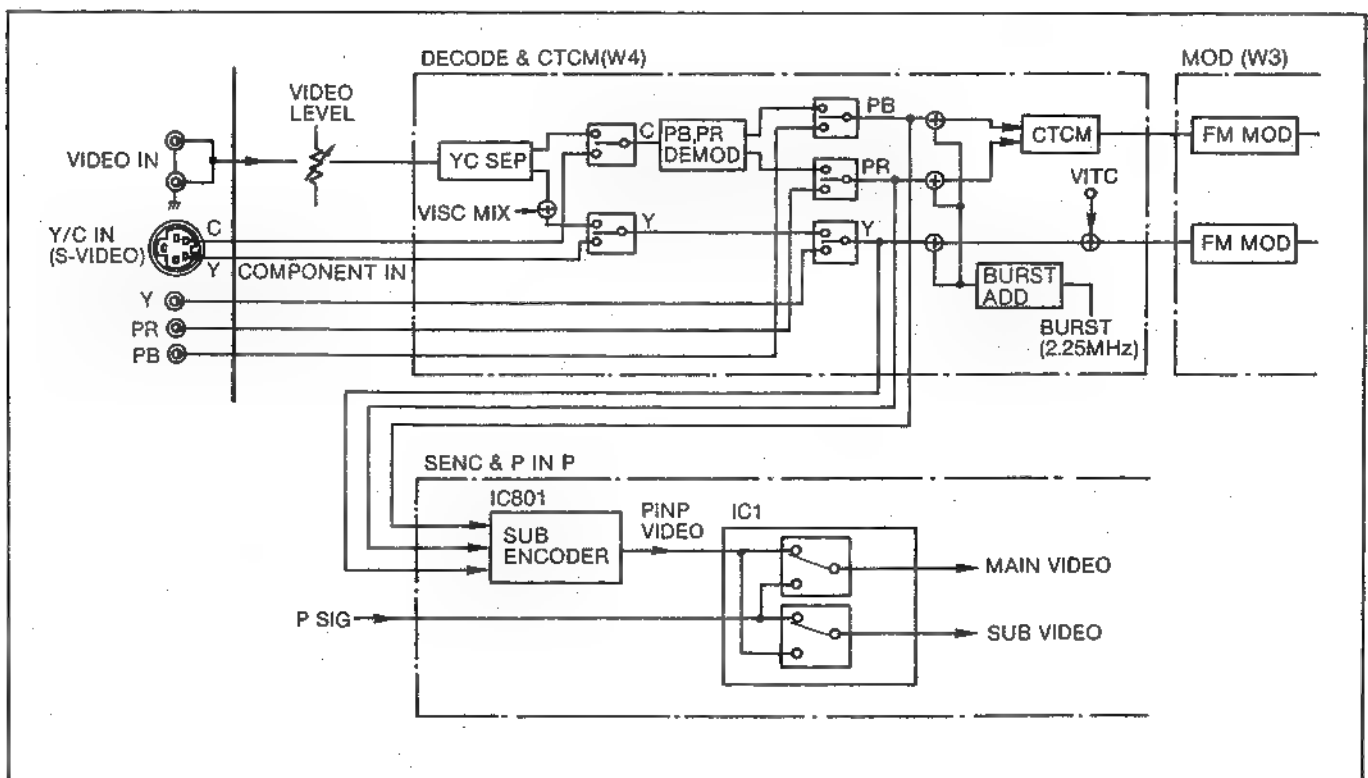 DECODE & CTCM(W4)
MOD (W3)
VIDEO
LEVEL
VIDEO IN
YC SEP
C
PB,PR
DEMOD
PB
CTCM
FM MOD
PR
VITC
VISC MIX
Y/C IN
(S-VIDEO)
C
Y
COMPONENT IN
Y
FM MOD
Y
PR
PB
BURST
ADD
BURST
(2.25MHz)
SENC & P IN P
IC801
SUB
ENCODER
PINP
VIDEO
IC1
MAIN VIDEO
P SIG
SUB VIDEO